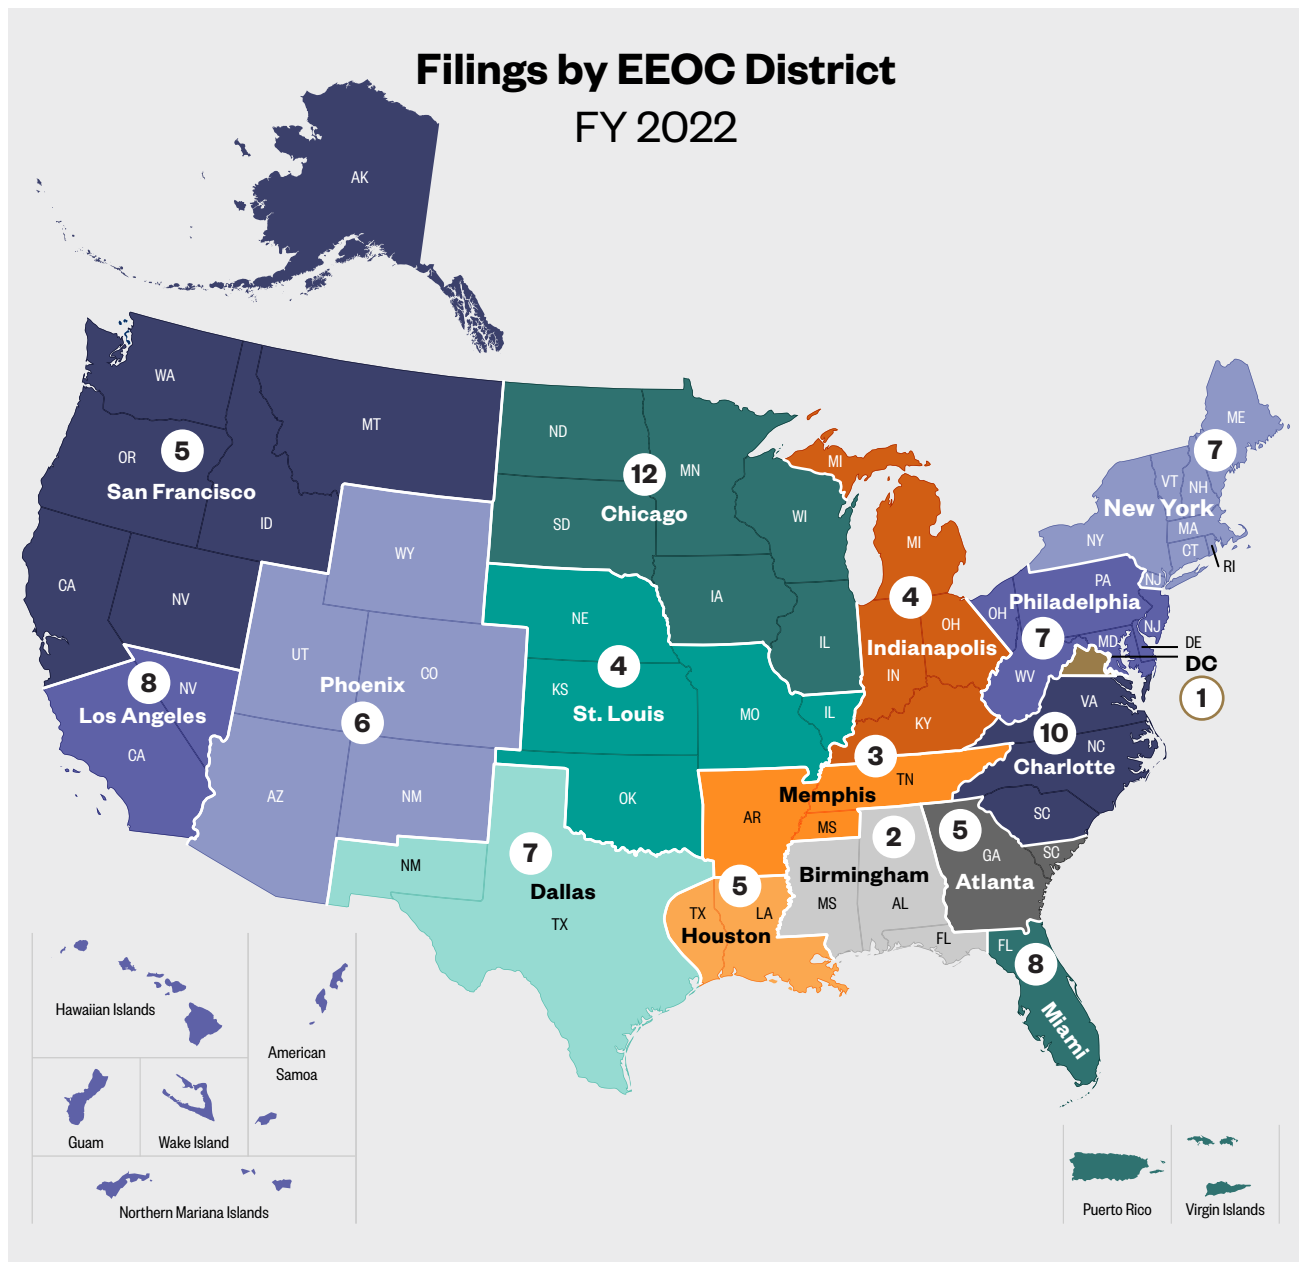 Filings by EEOC District
FY 2022
AK
WA
MT
OR
5
San Francisco
ID
CA
NV
ND
MN
12
Chicago
SD
WI
IA
IL
MI
MI
4
OH
Indianapolis
IN
KY
ME
7
VT
NH
New York
MA
NY
CT
RI
PA
NJ
Philadelphia
OH
7
NJ
MD
DE
DC
1
WV
WY
UT
CO
Phoenix
6
AZ
NM
8
NV
Los Angeles
CA
NE
4
KS
St. Louis
MO
IL
OK
VA
10
NC
Charlotte
SC
3
TN
Memphis
AR
MS
2
Birmingham
MS
AL
FL
5
GA
SC
Atlanta
NM
7
Dallas
TX
5
TX
LA
Houston
FL
8
Miami
Hawaiian Islands
American
Samoa
Guam
Wake Island
Northern Mariana Islands
Puerto Rico
Virgin Islands